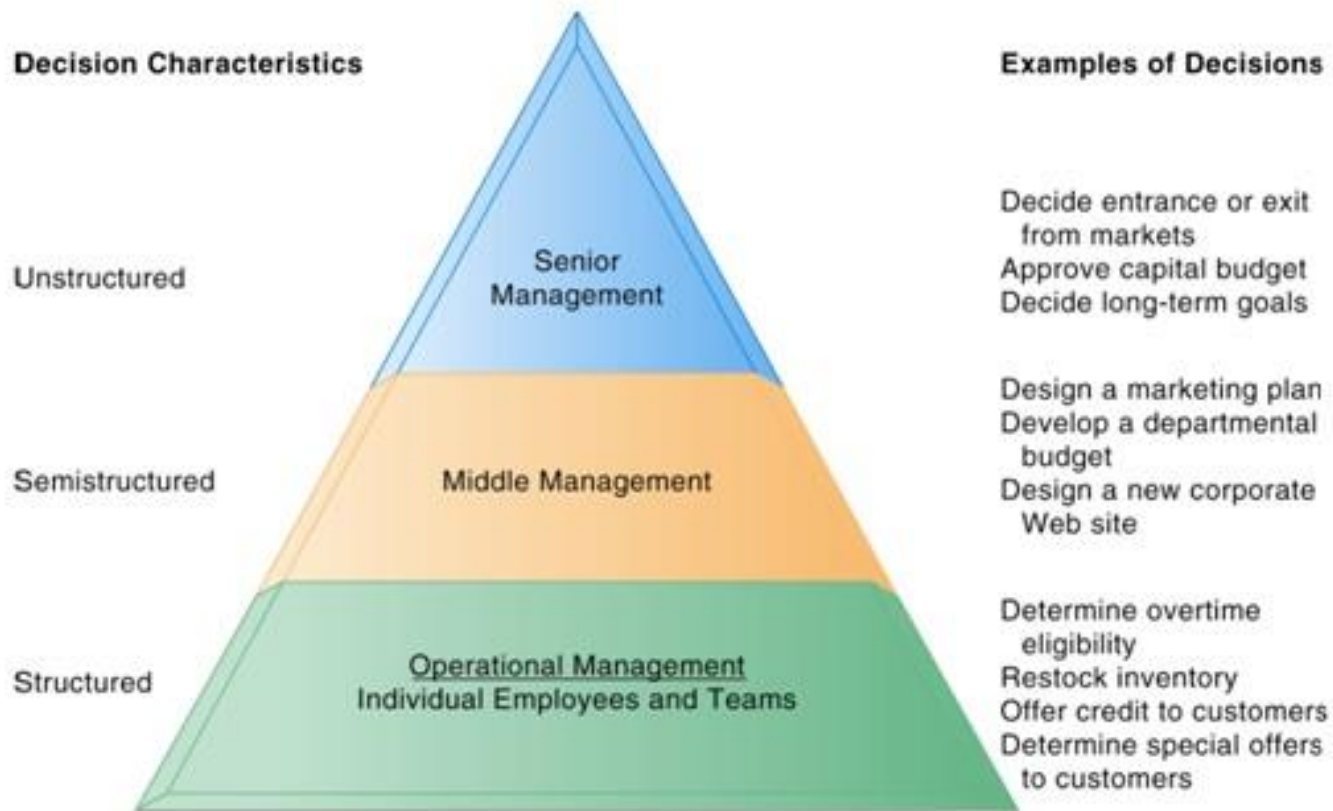 Decision Characteristics
Examples of Decisions
Unstructured
Senior
Management
Decide entrance or exit
from markets
Approve capital budget
Decide long-term goals
Semistructured
Middle Management
Design a marketing plan
Develop a departmental
budget
Design a new corporate
Web site
Structured
Operational Management
Individual Employees and Teams
Determine overtime
eligibility
Restock inventory
Offer credit to customers
Determine special offers
to customers